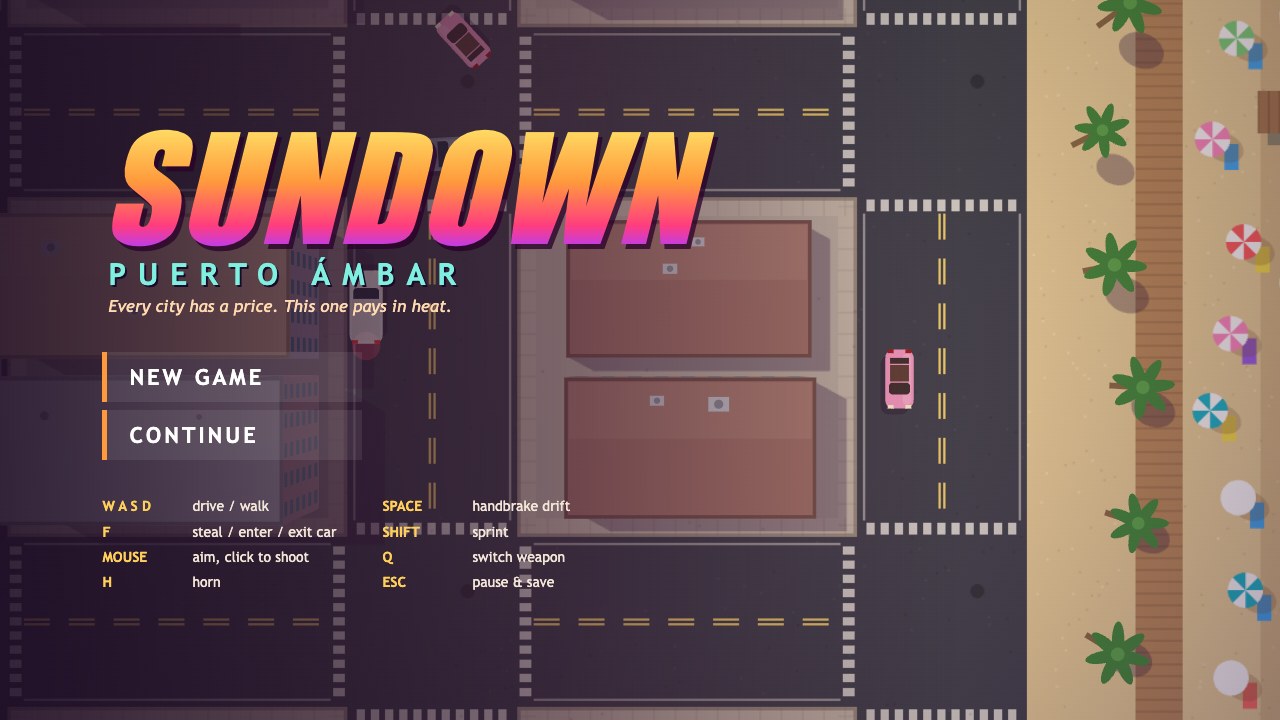 SUNDOWN
PUERTO ÁMBAR
Every city has a price. This one pays in heat.
NEW GAME
CONTINUE
W A S D drive / walk SPACE handbrake drift
F steal / enter / exit car SHIFT sprint
MOUSE aim, click to shoot Q switch weapon
H horn ESC pause & save